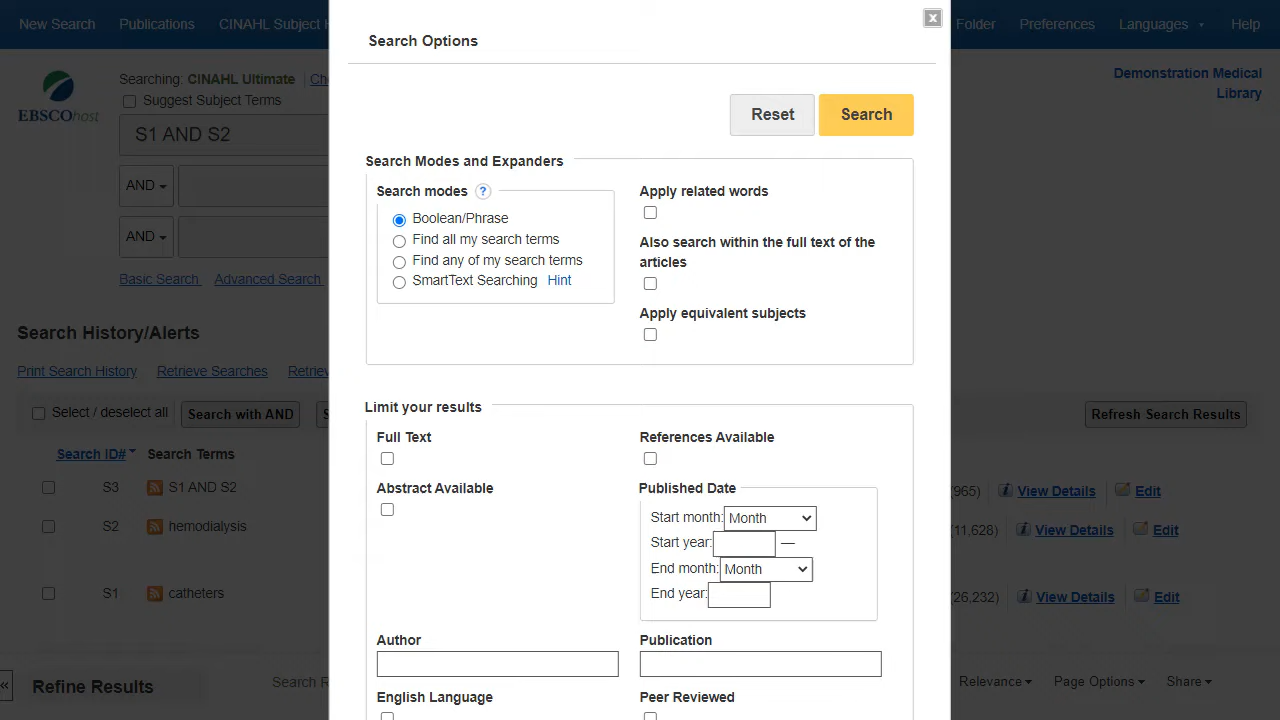 New Search Publications CINAHL Subject H Folder Preferences Languages Help
x
Search Options
Searching: CINAHL Ultimate Ch
Suggest Subject Terms
Demonstration Medical
Library
EBSCOhost
S1 AND S2
Reset Search
Search Modes and Expanders
AND
Search modes ? Apply related words
Boolean/Phrase
Find all my search terms
Find any of my search terms
SmartText Searching Hint
AND
Also search within the full text of the
articles
Basic Search Advanced Search
Apply equivalent subjects
Search History/Alerts
Print Search History Retrieve Searches Retrie
Select / deselect all Search with AND S Refresh Search Results
Limit your results
Full Text References Available
Search ID# Search Terms
Abstract Available Published Date
S3 S1 AND S2 (965) View Details Edit
Start month: Month
S2 hemodialysis (11,628) View Details Edit
Start year: —
End month: Month
End year:
S1 catheters (26,232) View Details Edit
Author Publication
« Refine Results Search R Relevance Page Options Share
English Language Peer Reviewed